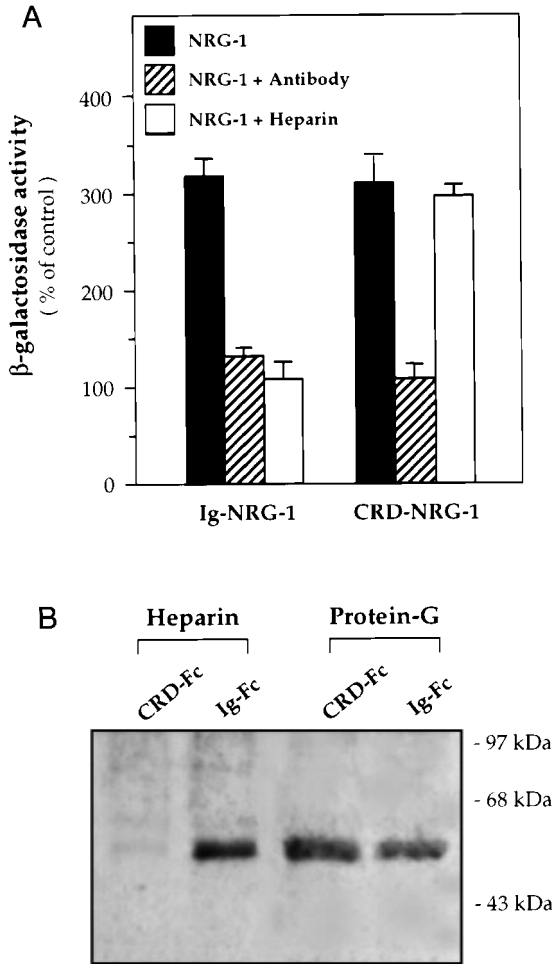 A
NRG-1
NRG-1 + Antibody
NRG-1 + Heparin
β-galactosidase activity
( % of control )
400
300
200
100
0
Ig-NRG-1
CRD-NRG-1
B
Heparin
Protein-G
CRD-Fc
Ig-Fc
CRD-Fc
Ig-Fc
- 97 kDa
- 68 kDa
- 43 kDa